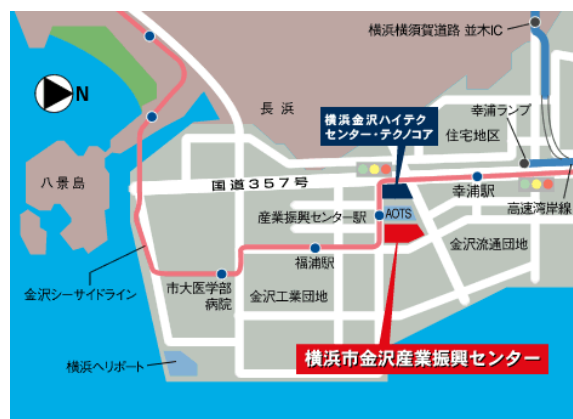 横浜横須賀道路 並木IC
N
長浜
横浜金沢ハイテク
センター・テクノコア
幸浦ランプ
住宅地区
八景島
国道357号
幸浦駅
高速湾岸線
産業振興センター駅
AOTS
金沢流通団地
福浦駅
金沢シーサイドライン
市大医学部
病院
金沢工業団地
横浜ヘリポート
横浜市金沢産業振興センター